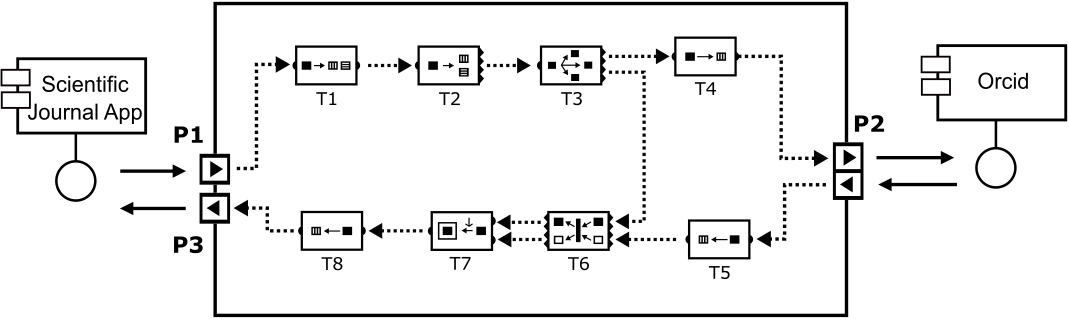 Scientific
Journal App
P1
P3
T1
T2
T3
T4
P2
Orcid
T8
T7
T6
T5